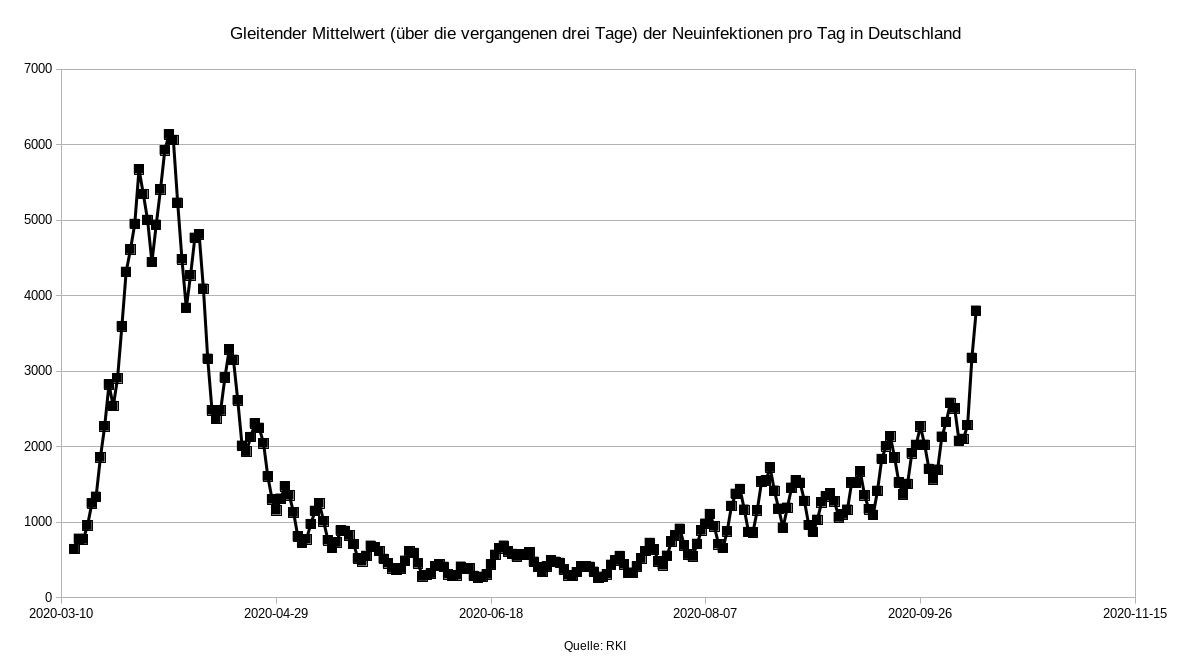 Gleitender Mittelwert (über die vergangenen drei Tage) der Neuinfektionen pro Tag in Deutschland
7000
6000
5000
4000
3000
2000
1000
0
2020-03-10 2020-04-29 2020-06-18 2020-08-07 2020-09-26 2020-11-15
Quelle: RKI